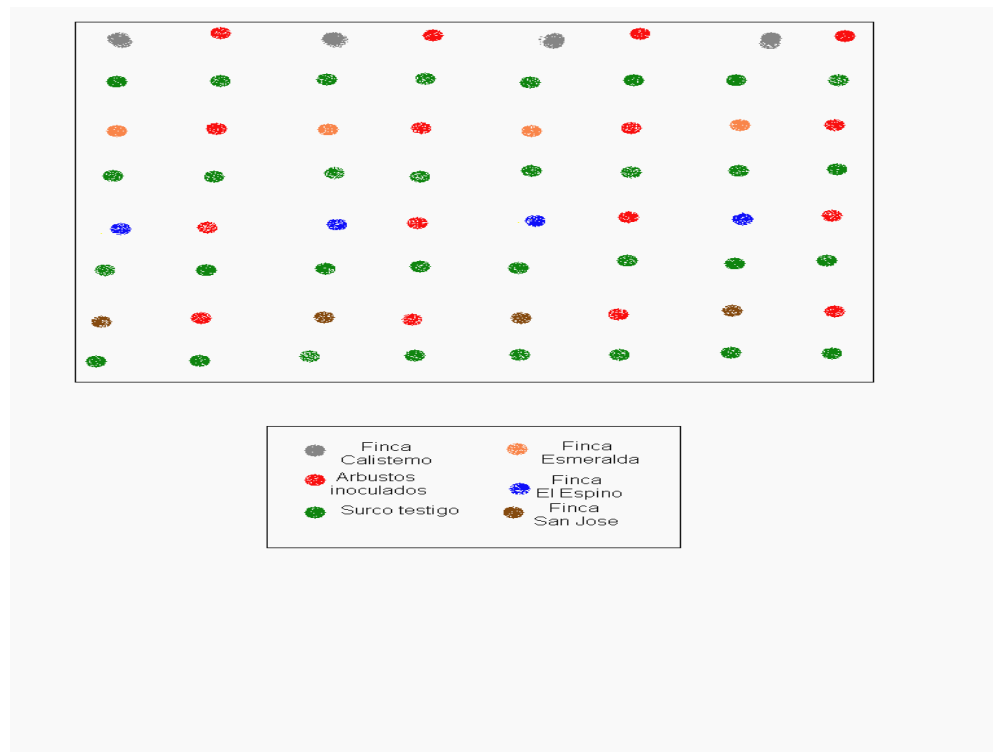 Finca
Calistemo
Arbustos
inoculados
Surco testigo
Finca
Esmeralda
Finca
El Espino
Finca
San Jose